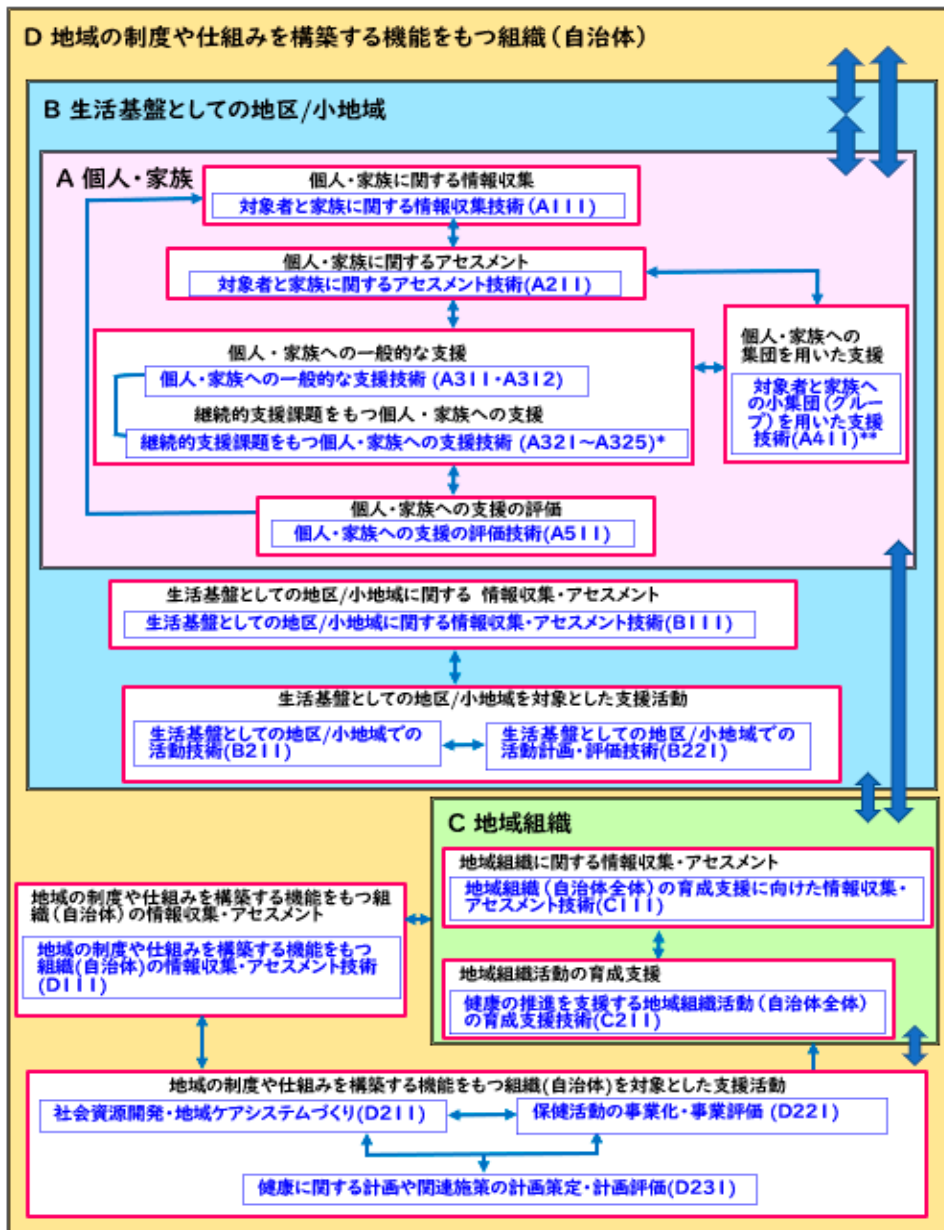 D 地域の制度や仕組みを構築する機能をもつ組織（自治体）
B 生活基盤としての地区/小地域
A 個人・家族
個人・家族に関する情報収集
対象者と家族に関する情報収集技術（A111）
個人・家族に関するアセスメント
対象者と家族に関するアセスメント技術(A211)
個人・家族への一般的な支援
個人・家族への一般的な支援技術 (A311・A312)
継続的支援課題をもつ個人・家族への支援
継続的支援課題をもつ個人・家族への支援技術 (A321～A325)*
個人・家族への
集団を用いた支援
対象者と家族へ
の小集団（グルー
プ）を用いた支援
技術(A411)**
個人・家族への支援の評価
個人・家族への支援の評価技術(A511)
生活基盤としての地区/小地域に関する 情報収集・アセスメント
生活基盤としての地区/小地域に関する情報収集・アセスメント技術(B111)
生活基盤としての地区/小地域を対象とした支援活動
生活基盤としての地区/小地域での
活動技術(B211)
生活基盤としての地区/小地域での
活動計画・評価技術(B221)
C 地域組織
地域組織に関する情報収集・アセスメント
地域組織（自治体全体）の育成支援に向けた情報収集・
アセスメント技術(C111)
地域組織活動の育成支援
健康の推進を支援する地域組織活動（自治体全体）
の育成支援技術(C211)
地域の制度や仕組みを構築する機能をもつ組
織（自治体）の情報収集・アセスメント
地域の制度や仕組みを構築する機能をもつ
組織(自治体)の情報収集・アセスメント技術
(D111)
地域の制度や仕組みを構築する機能をもつ組織(自治体)を対象とした支援活動
社会資源開発・地域ケアシステムづくり(D211)
保健活動の事業化・事業評価 (D221)
健康に関する計画や関連施策の計画策定・計画評価(D231)